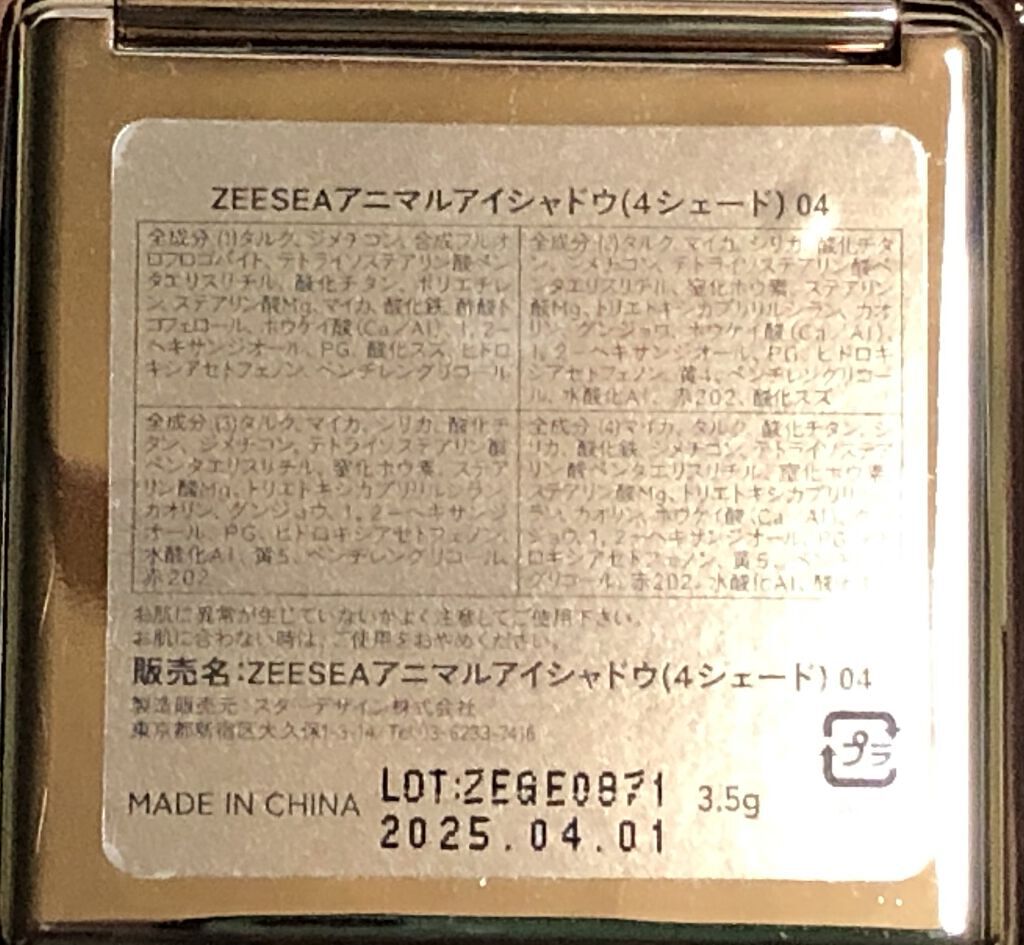 ZEESEAアニマルアイシャドウ(4シェード) 04
全成分 (1)タルク、ジメチコン、合成フルオ
ロフロゴパイト、テトライソステアリン酸ペン
タエリスリチル、酸化チタン、ポリエチレ
ン、ステアリン酸Mg、マイカ、酸化鉄、酢酸ト
コフェロール、ホウケイ酸(Ca／Al)、1，2－
ヘキサンジオール、PG、酸化スズ、ヒドロ
キシアセトフェノン、ペンチレングリコール
全成分 (2)タルク、マイカ、シリカ、酸化チタ
ン、ジメチコン、テトライソステアリン酸ペ
ンタエリスリチル、窒化ホウ素、ステアリン
酸Mg、トリエトキシカプリリルシラン、カオ
リン、グンジョウ、ホウケイ酸(Ca／Al)、
1，2－ヘキサンジオール、PG、ヒドロキ
シアセトフェノン、黄4、ペンチレングリコー
ル、水酸化Al、赤202、酸化スズ
全成分 (3)タルク、マイカ、シリカ、酸化チ
タン、ジメチコン、テトライソステアリン酸
ペンタエリスリチル、窒化ホウ素、ステア
リン酸Mg、トリエトキシカプリリルシラン、
カオリン、グンジョウ、1，2－ヘキサンジ
オール、PG、ヒドロキシアセトフェノン、
水酸化Al、黄5、ペンチレングリコール、
赤202
全成分 (4)マイカ、タルク、酸化チタン、シ
リカ、酸化鉄、ジメチコン、テトライソステア
リン酸ペンタエリスリチル、窒化ホウ素、
ステアリン酸Mg、トリエトキシカプリリルシ
ラン、カオリン、ホウケイ酸(Ca／Al)、グン
ジョウ、1，2－ヘキサンジオール、PG、ヒド
ロキシアセトフェノン、黄5、ペンチレン
グリコール、赤202、水酸化Al、酸化
お肌に異常が生じていないかよく注意してご使用下さい。
お肌に合わない時は、ご使用をおやめください。
販売名:ZEESEAアニマルアイシャドウ(4シェード) 04
製造販売元 スターデザイン株式会社
東京都新宿区大久保1-3-14/Tel:03-6233-7416
プラ
MADE IN CHINA LOT:ZEGE0871 3.5g
2025.04.01